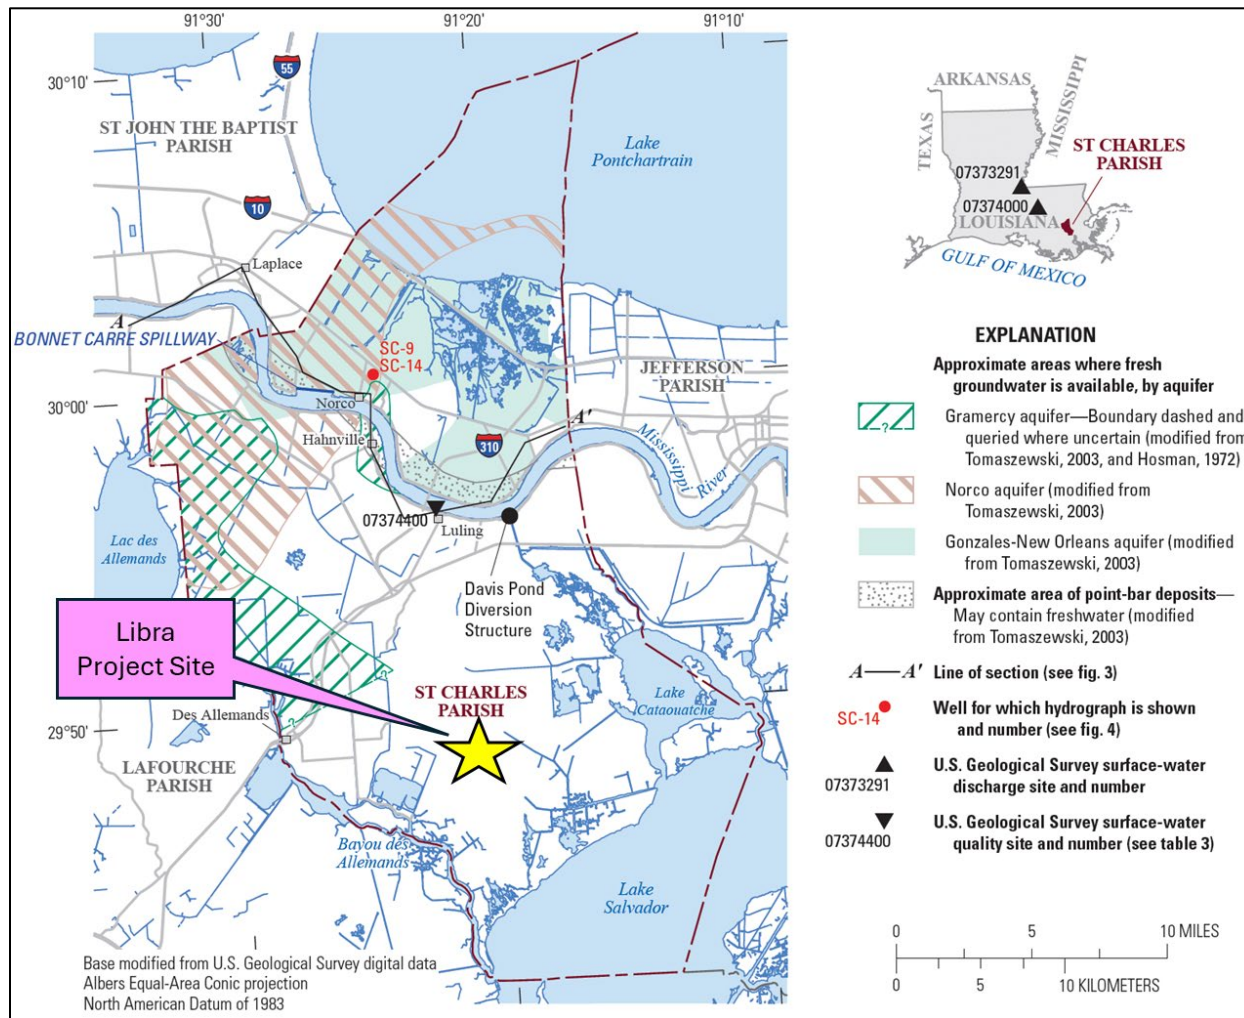 91°30'
91°20'
91°10'
30°10'
55
ST JOHN THE BAPTIST
PARISH
Lake
Pontchartrain
10
Laplace
A
BONNET CARRE SPILLWAY
SC-9
SC-14
JEFFERSON
PARISH
30°00'
Norco
Hahnville
A'
310
Mississippi
River
07374400
Luling
Lac des
Allemands
Davis Pond
Diversion
Structure
Libra
Project Site
ST CHARLES
PARISH
Lake
Cataouatche
Des Allemands
29°50'
LAFOURCHE
PARISH
Bayou des
Allemands
Lake
Salvador
Base modified from U.S. Geological Survey digital data
Albers Equal-Area Conic projection
North American Datum of 1983
ARKANSAS
MISSISSIPPI
TEXAS
ST CHARLES
PARISH
07373291
07374000
LOUISIANA
GULF OF MEXICO
EXPLANATION
Approximate areas where fresh
groundwater is available, by aquifer
?
Gramercy aquifer—Boundary dashed and
queried where uncertain (modified from
Tomaszewski, 2003, and Hosman, 1972)
Norco aquifer (modified from
Tomaszewski, 2003)
Gonzales-New Orleans aquifer (modified
from Tomaszewski, 2003)
Approximate area of point-bar deposits—
May contain freshwater (modified
from Tomaszewski, 2003)
A——A' Line of section (see fig. 3)
SC-14
Well for which hydrograph is shown
and number (see fig. 4)
07373291
U.S. Geological Survey surface-water
discharge site and number
07374400
U.S. Geological Survey surface-water
quality site and number (see table 3)
0 5 10 MILES
0 5 10 KILOMETERS